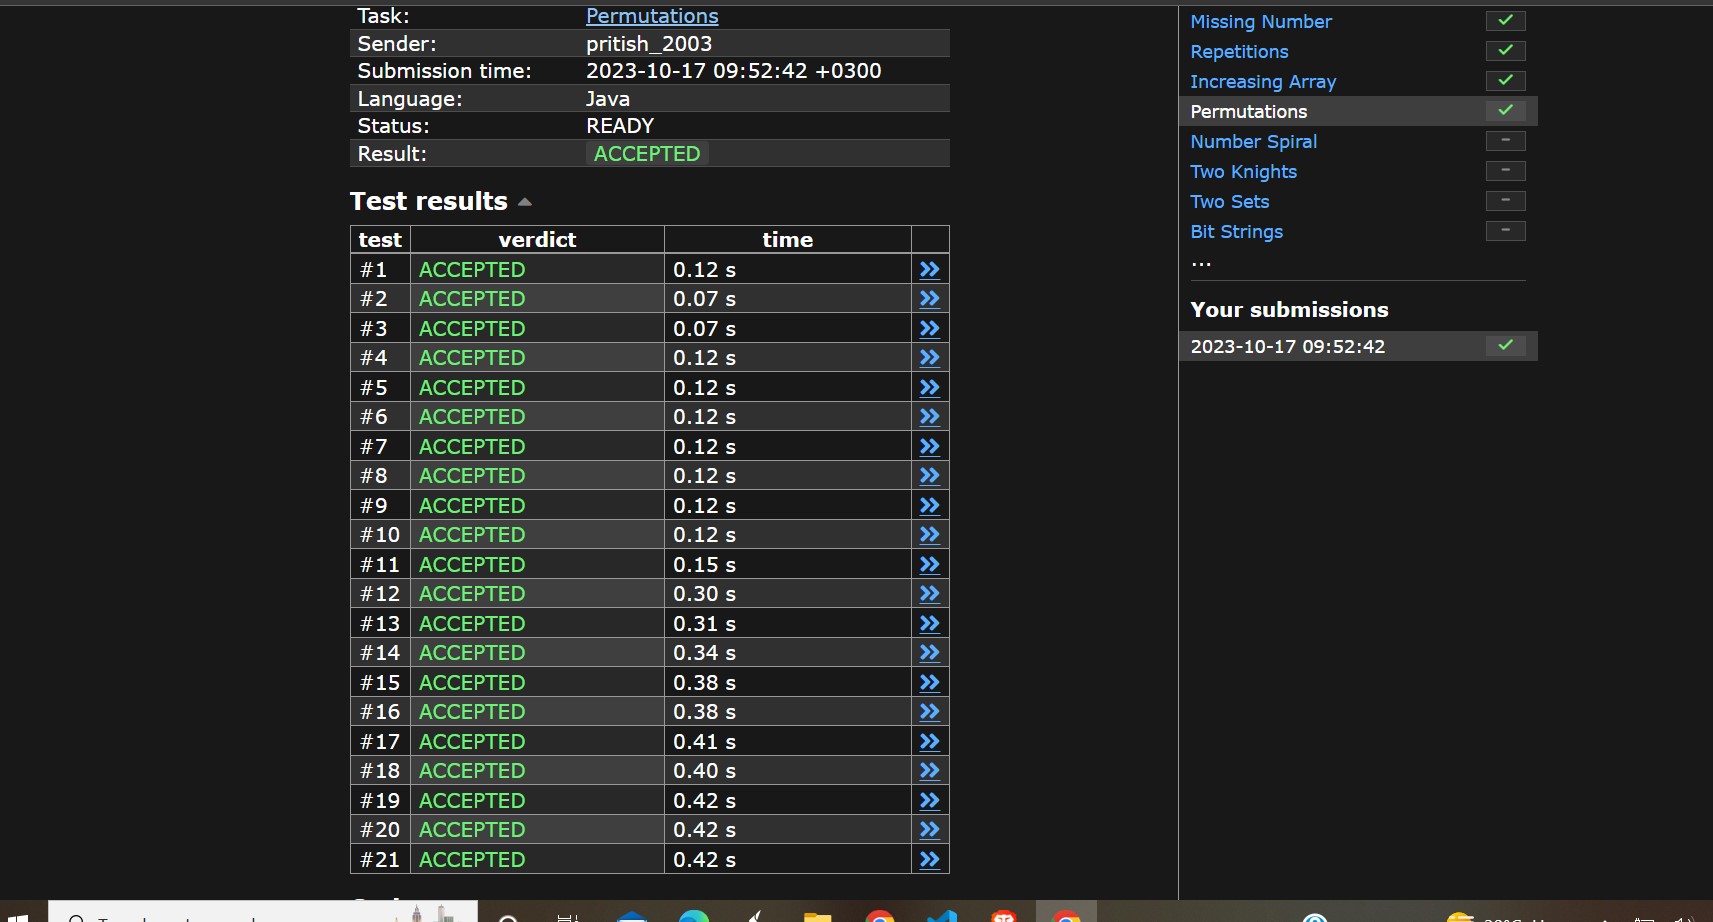 Task: Permutations
Sender: pritish_2003
Submission time: 2023-10-17 09:52:42 +0300
Language: Java
Status: READY
Result: ACCEPTED
Test results
test verdict time
#1 ACCEPTED 0.12 s »
#2 ACCEPTED 0.07 s »
#3 ACCEPTED 0.07 s »
#4 ACCEPTED 0.12 s »
#5 ACCEPTED 0.12 s »
#6 ACCEPTED 0.12 s »
#7 ACCEPTED 0.12 s »
#8 ACCEPTED 0.12 s »
#9 ACCEPTED 0.12 s »
#10 ACCEPTED 0.12 s »
#11 ACCEPTED 0.15 s »
#12 ACCEPTED 0.30 s »
#13 ACCEPTED 0.31 s »
#14 ACCEPTED 0.34 s »
#15 ACCEPTED 0.38 s »
#16 ACCEPTED 0.38 s »
#17 ACCEPTED 0.41 s »
#18 ACCEPTED 0.40 s »
#19 ACCEPTED 0.42 s »
#20 ACCEPTED 0.42 s »
#21 ACCEPTED 0.42 s »
Missing Number
Repetitions
Increasing Array
Permutations
Number Spiral -
Two Knights -
Two Sets -
Bit Strings -
...
Your submissions
2023-10-17 09:52:42